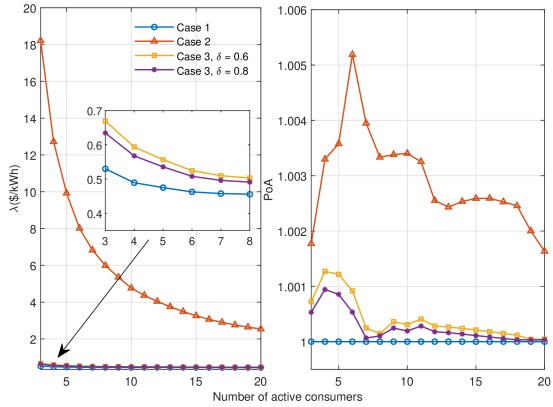 20
18
16
14
12
10
8
6
4
2
λ($/kWh)
Case 1
Case 2
Case 3, δ = 0.6
Case 3, δ = 0.8
0.7
0.6
0.5
0.4
3 4 5 6 7 8
5 10 15 20
1.006
1.005
1.004
1.003
1.002
1.001
1
PoA
5 10 15 20
Number of active consumers